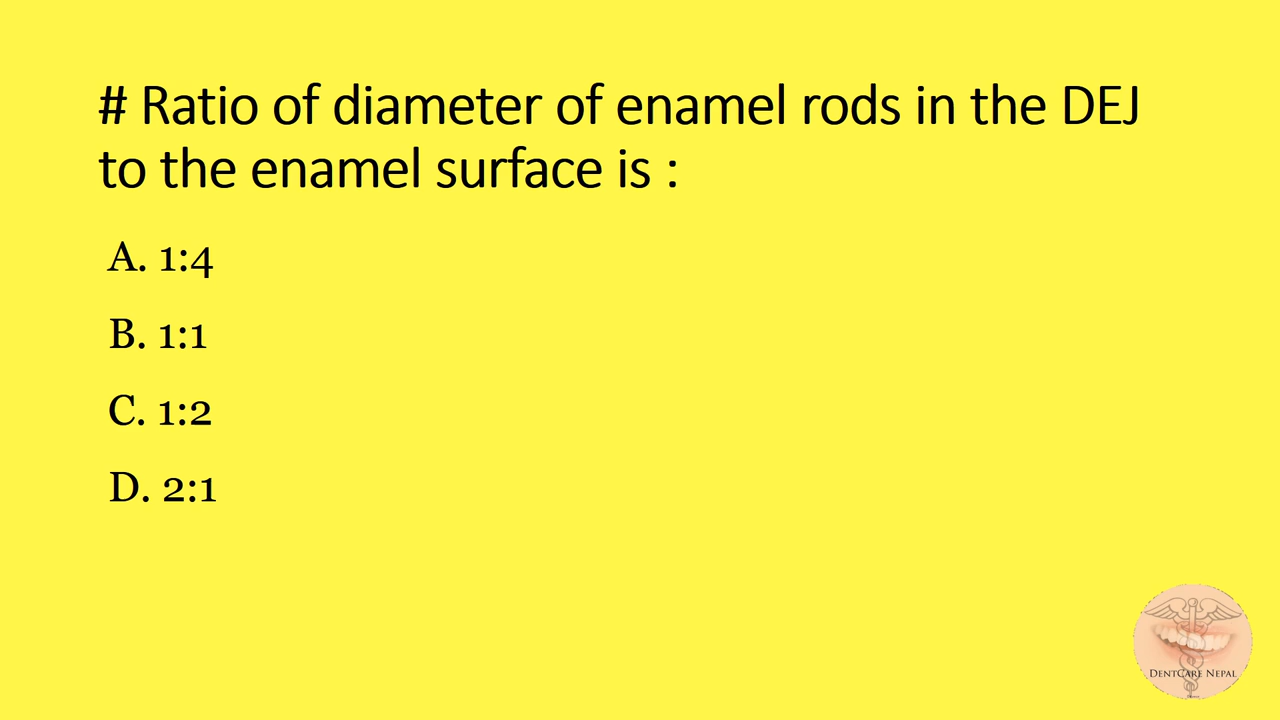 # Ratio of diameter of enamel rods in the DEJ
to the enamel surface is :
A. 1:4
B. 1:1
C. 1:2
D. 2:1
DENTCARE NEPAL